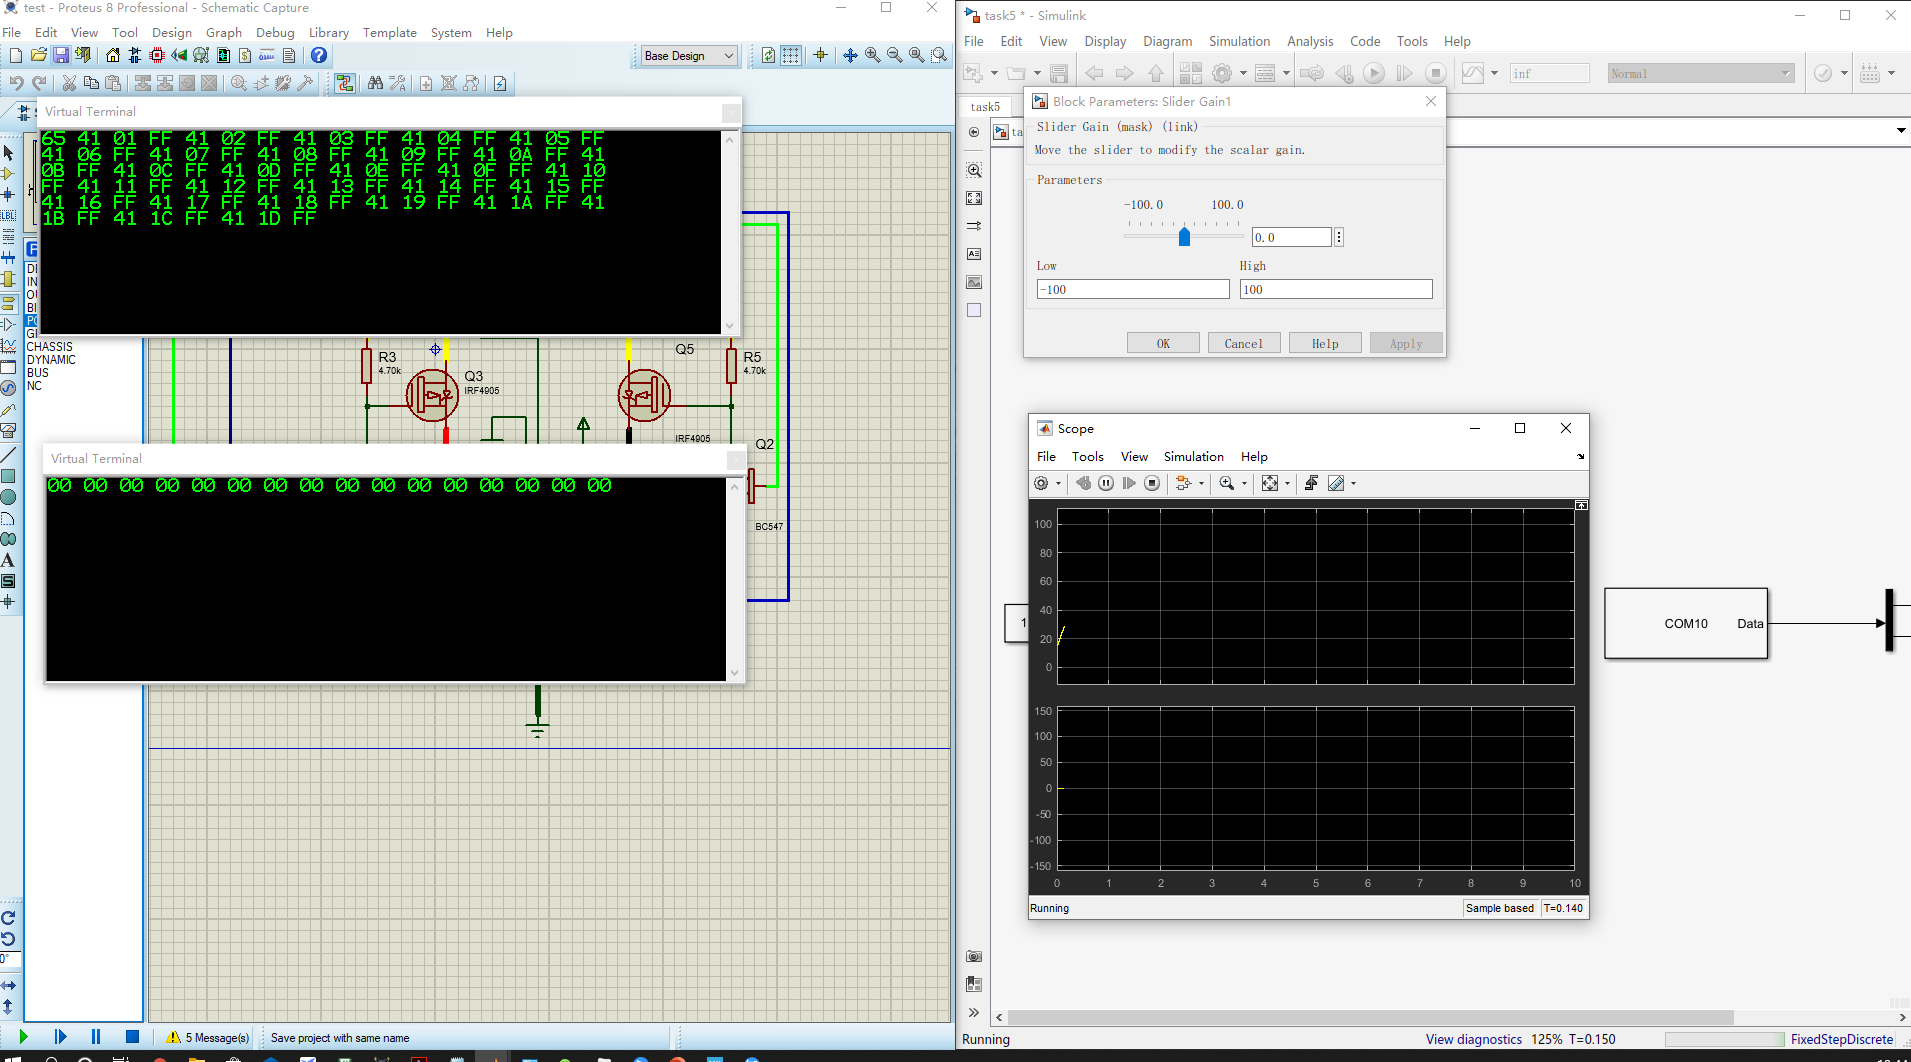 test - Proteus 8 Professional - Schematic Capture
File Edit View Tool Design Graph Debug Library Template System Help
Base Design
Virtual Terminal
65 41 01 FF 41 02 FF 41 03 FF 41 04 FF 41 05 FF
41 06 FF 41 07 FF 41 08 FF 41 09 FF 41 0A FF 41
0B FF 41 0C FF 41 0D FF 41 0E FF 41 0F FF 41 10
FF 41 11 FF 41 12 FF 41 13 FF 41 14 FF 41 15 FF
41 16 FF 41 17 FF 41 18 FF 41 19 FF 41 1A FF 41
1B FF 41 1C FF 41 1D FF
LBL
CHASSIS
DYNAMIC
BUS
NC
R3
4.70k
Q3
IRF4905
Q5
R5
4.70k
IRF4905
Q2
BC547
Virtual Terminal
00 00 00 00 00 00 00 00 00 00 00 00 00 00 00 00
A
S
0°
5 Message(s)
Save project with same name
task5 * - Simulink
File Edit View Display Diagram Simulation Analysis Code Tools Help
inf
Normal
task5
Block Parameters: Slider Gain1
Slider Gain (mask) (link)
Move the slider to modify the scalar gain.
Parameters
-100.0
100.0
0.0
Low
High
-100
100
OK
Cancel
Help
Apply
Scope
File Tools View Simulation Help
100
80
60
40
20
0
150
100
50
0
-50
-100
-150
0 1 2 3 4 5 6 7 8 9 10
Running
Sample based
T=0.140
1
COM10
Data
Running
View diagnostics
125%
T=0.150
FixedStepDiscrete